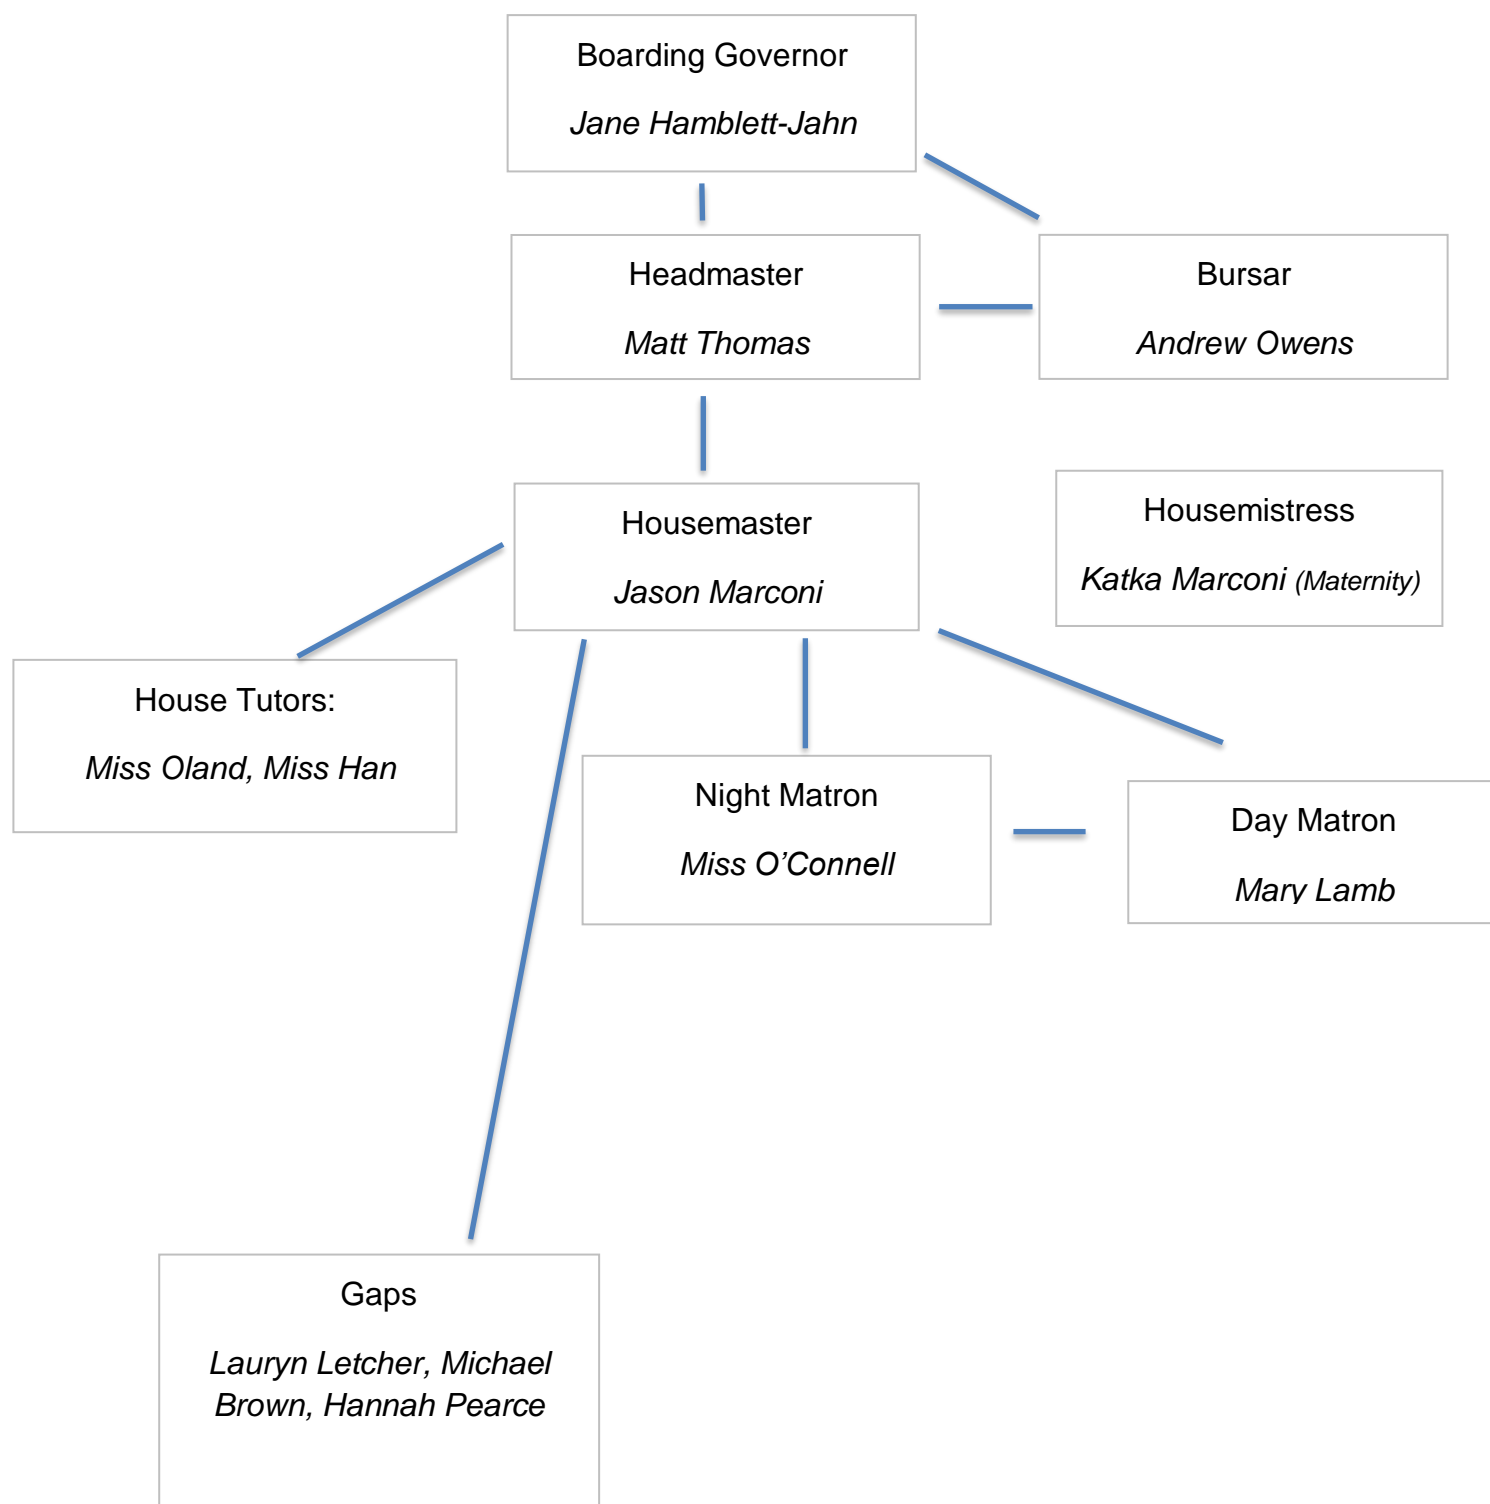 Boarding Governor
Jane Hamblett-Jahn
Headmaster
Matt Thomas
Bursar
Andrew Owens
Housemaster
Jason Marconi
Housemistress
Katka Marconi (Maternity)
House Tutors:
Miss Oland, Miss Han
Night Matron
Miss O’Connell
Day Matron
Mary Lamb
Gaps
Lauryn Letcher, Michael
Brown, Hannah Pearce